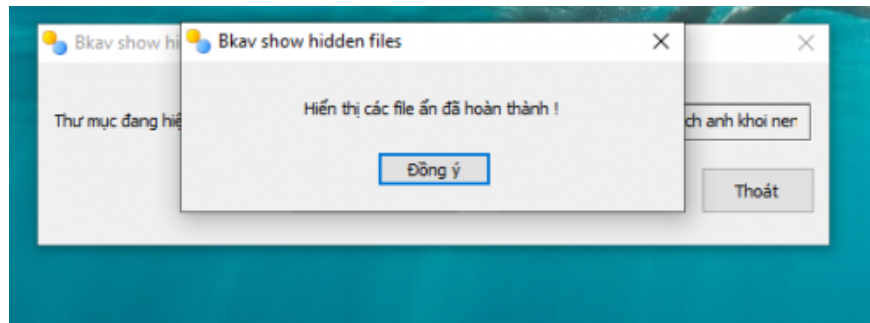 Bkav show hi
Bkav show hidden files
Hiển thị các file ẩn đã hoàn thành !
Thư mục đang hiệ
ch anh khoi nen
Đồng ý
Thoát